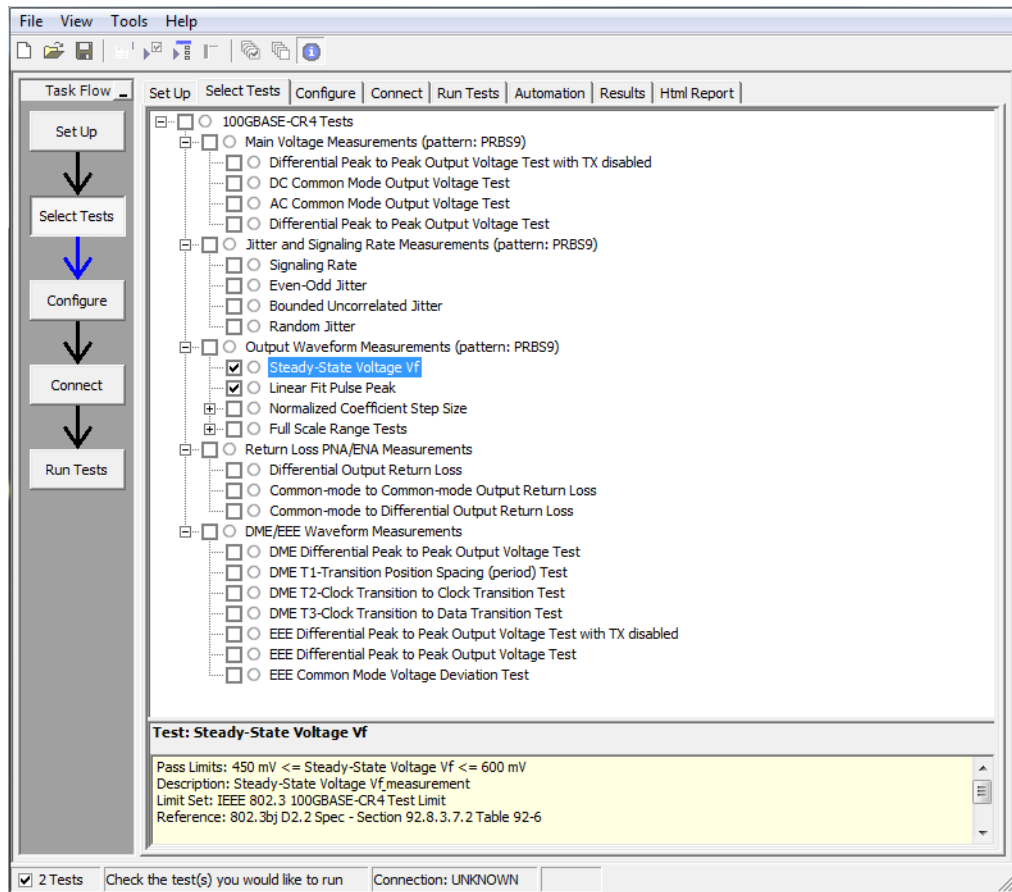 File View Tools Help
Task Flow
Set Up
Select Tests
Configure
Connect
Run Tests
Set Up Select Tests Configure Connect Run Tests Automation Results Html Report
100GBASE-CR4 Tests
Main Voltage Measurements (pattern: PRBS9)
Differential Peak to Peak Output Voltage Test with TX disabled
DC Common Mode Output Voltage Test
AC Common Mode Output Voltage Test
Differential Peak to Peak Output Voltage Test
Jitter and Signaling Rate Measurements (pattern: PRBS9)
Signaling Rate
Even-Odd Jitter
Bounded Uncorrelated Jitter
Random Jitter
Output Waveform Measurements (pattern: PRBS9)
Steady-State Voltage Vf
Linear Fit Pulse Peak
Normalized Coefficient Step Size
Full Scale Range Tests
Return Loss PNA/ENA Measurements
Differential Output Return Loss
Common-mode to Common-mode Output Return Loss
Common-mode to Differential Output Return Loss
DME/EEE Waveform Measurements
DME Differential Peak to Peak Output Voltage Test
DME T1-Transition Position Spacing (period) Test
DME T2-Clock Transition to Clock Transition Test
DME T3-Clock Transition to Data Transition Test
EEE Differential Peak to Peak Output Voltage Test with TX disabled
EEE Differential Peak to Peak Output Voltage Test
EEE Common Mode Voltage Deviation Test
Test: Steady-State Voltage Vf
Pass Limits: 450 mV <= Steady-State Voltage Vf <= 600 mV
Description: Steady-State Voltage Vf measurement
Limit Set: IEEE 802.3 100GBASE-CR4 Test Limit
Reference: 802.3bj D2.2 Spec - Section 92.8.3.7.2 Table 92-6
2 Tests Check the test(s) you would like to run Connection: UNKNOWN